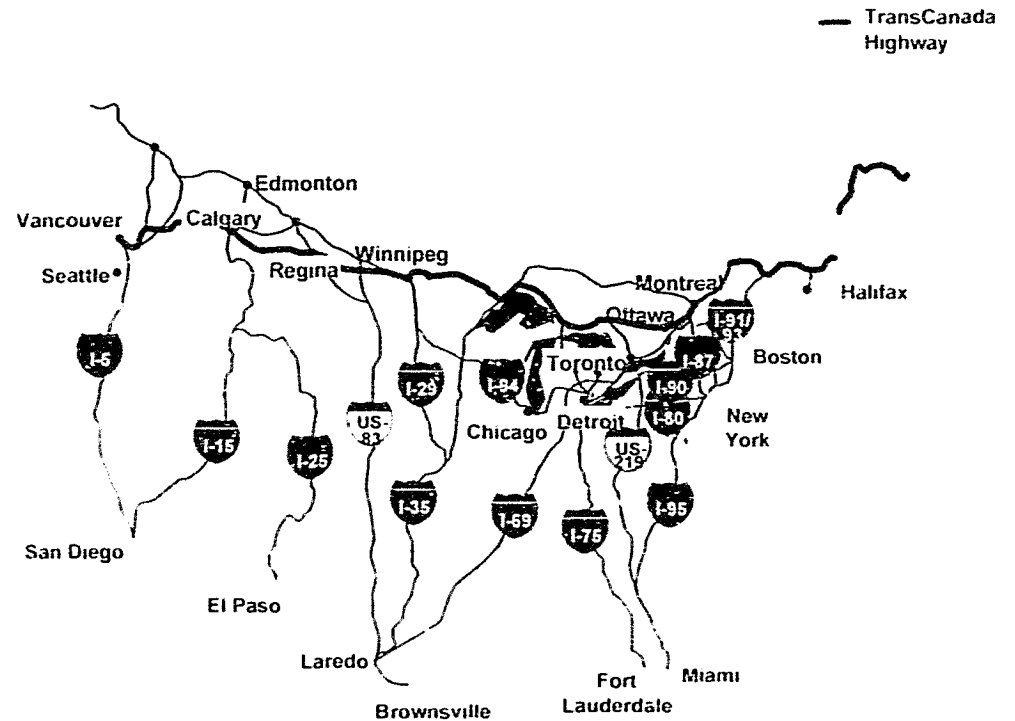 TransCanada
Highway
Edmonton
Vancouver
Calgary
Winnipeg
Regina
Seattle
Montreal
Halifax
Ottawa
I-91/
93
I-5
Boston
I-87
Toronto
I-29
I-94
I-90
I-80
US-
83
Chicago
Detroit
New
York
I-15
I-25
US-
219
I-35
I-69
I-95
I-75
San Diego
El Paso
Laredo
Fort
Lauderdale
Miami
Brownsville